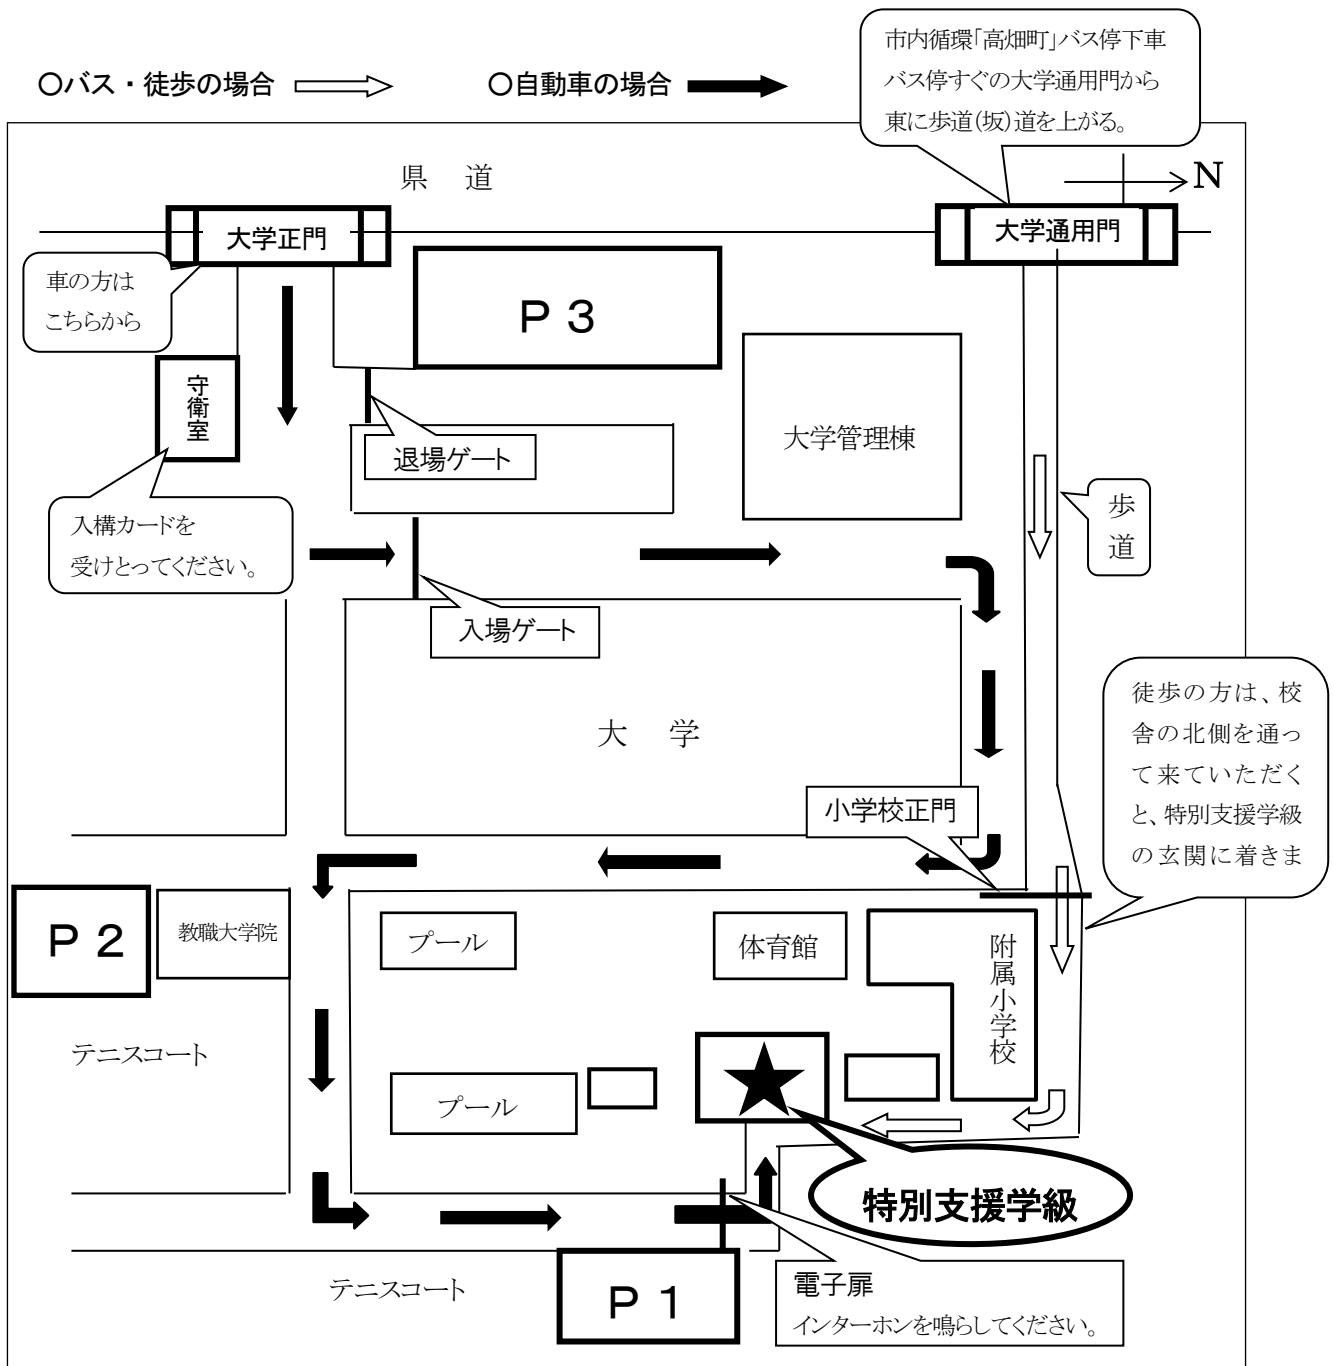 市内循環「高畑町」バス停下車
バス停すぐの大学通用門から
東に歩道(坂)道を上がる。
○バス・徒歩の場合
○自動車の場合
県 道
N
大学正門
大学通用門
車の方は
こちらから
P 3
守衛室
大学管理棟
退場ゲート
歩道
入構カードを
受けとってください。
入場ゲート
徒歩の方は、校
舎の北側を通っ
て来ていただく
と、特別支援学級
の玄関に着きま
大 学
小学校正門
P 2
教職大学院
プール
体育館
附属小学校
テニスコート
プール
特別支援学級
テニスコート
P 1
電子扉
インターホンを鳴らしてください。